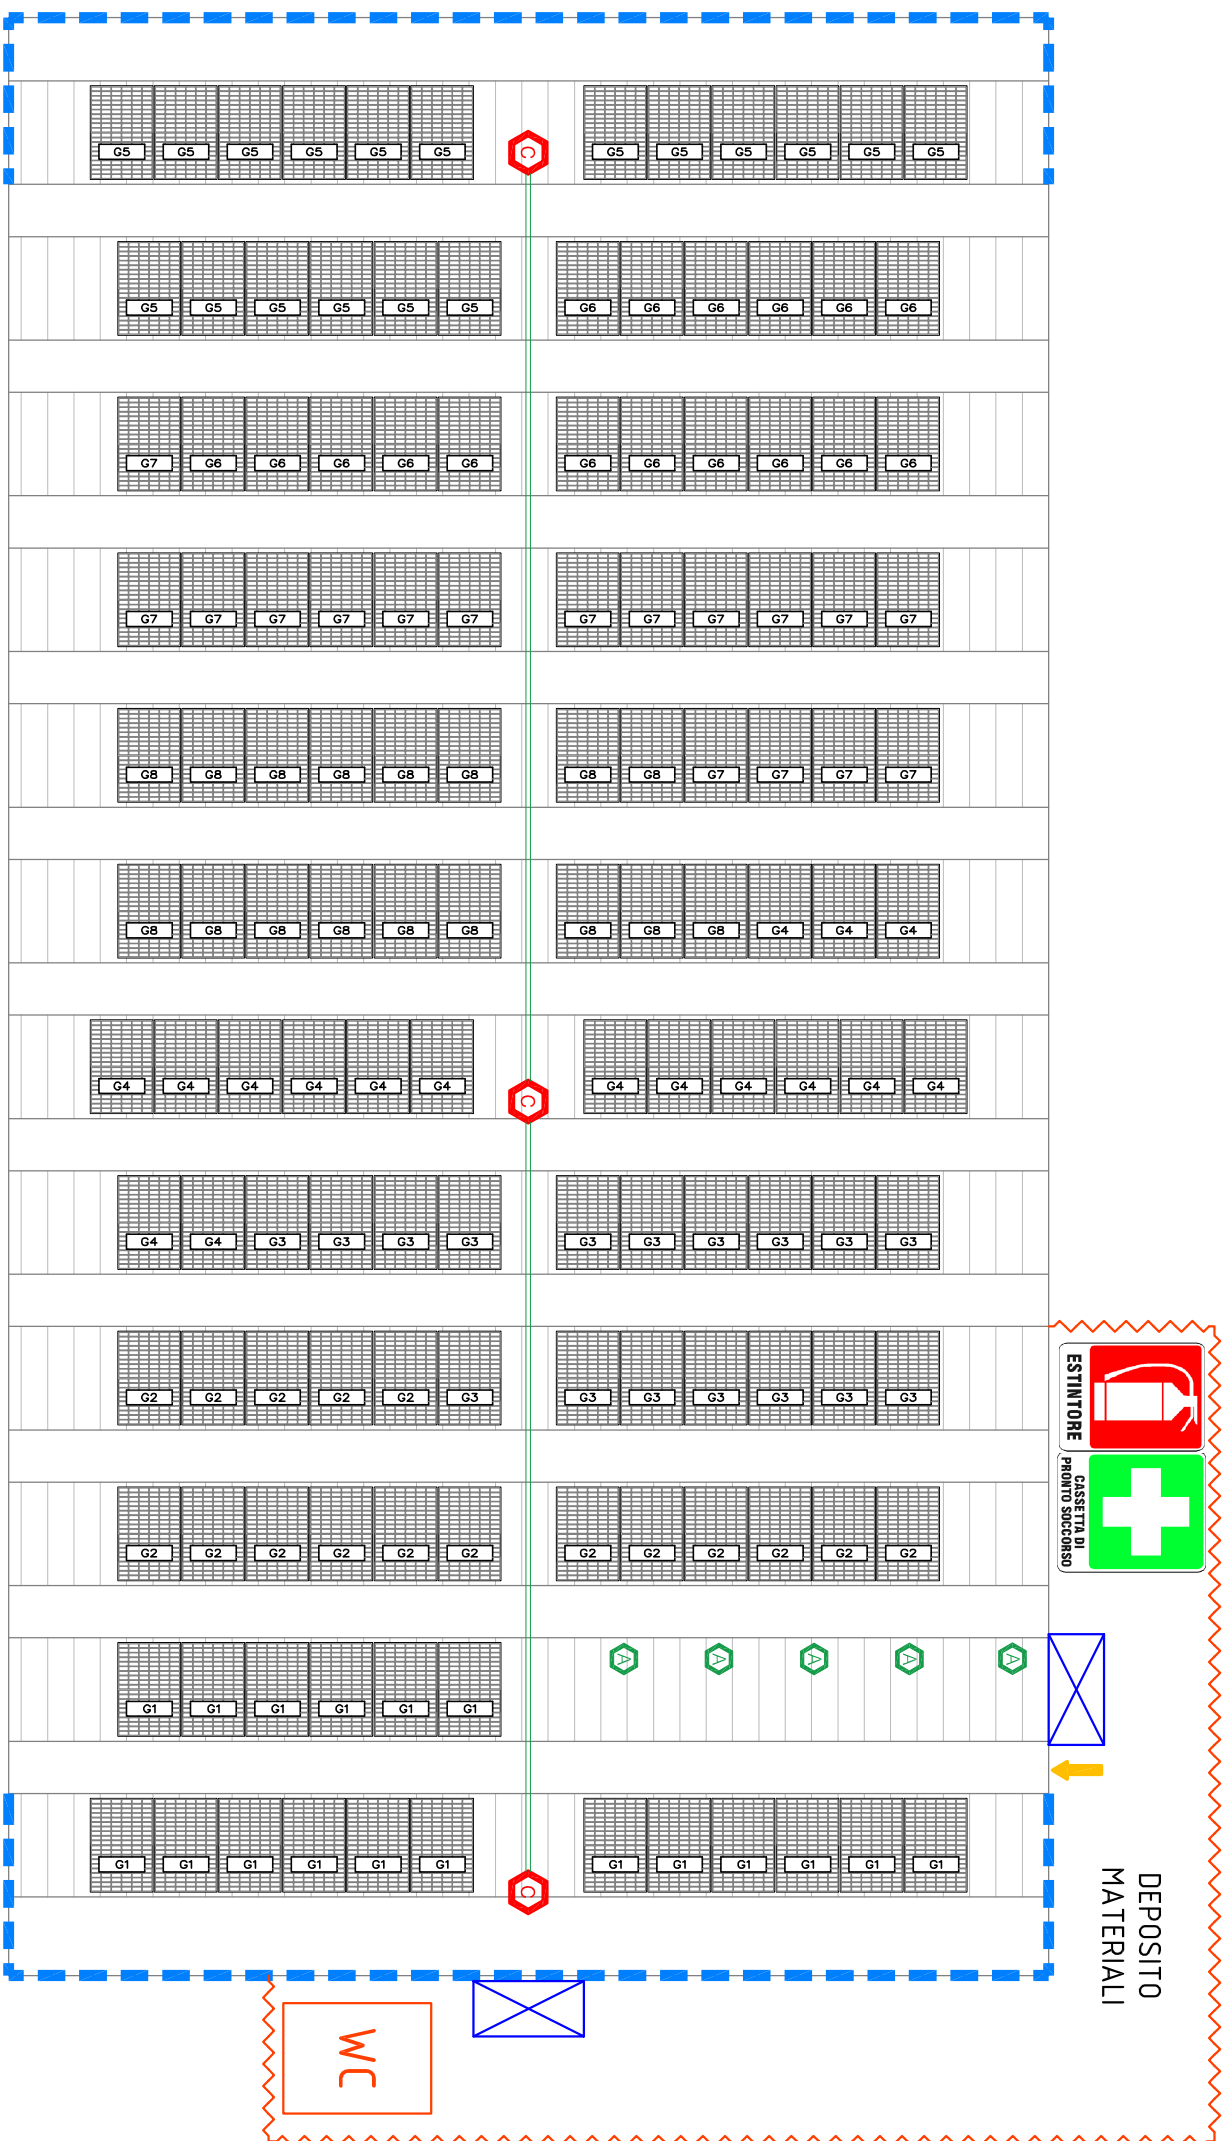 G5 G5 G5 G5 G5 G5 C G5 G5 G5 G5 G5 G5
G5 G5 G5 G5 G5 G5 G6 G6 G6 G6 G6 G6
G7 G6 G6 G6 G6 G6 G6 G6 G6 G6 G6 G6
G7 G7 G7 G7 G7 G7 G7 G7 G7 G7 G7 G7
G8 G8 G8 G8 G8 G8 G8 G8 G7 G7 G7 G7
G8 G8 G8 G8 G8 G8 G8 G8 G8 G4 G4 G4
G4 G4 G4 G4 G4 G4 C G4 G4 G4 G4 G4 G4
G4 G4 G3 G3 G3 G3 G3 G3 G3 G3 G3 G3
G2 G2 G2 G2 G2 G3 G3 G3 G3 G3 G3 G3
ESTINTORE
CASSETTA DI
PRONTO SOCCORSO
G2 G2 G2 G2 G2 G2 G2 G2 G2 G2 G2 G2
A A A A A
G1 G1 G1 G1 G1 G1
G1 G1 G1 G1 G1 G1 C G1 G1 G1 G1 G1 G1
DEPOSITO
MATERIALI
WC